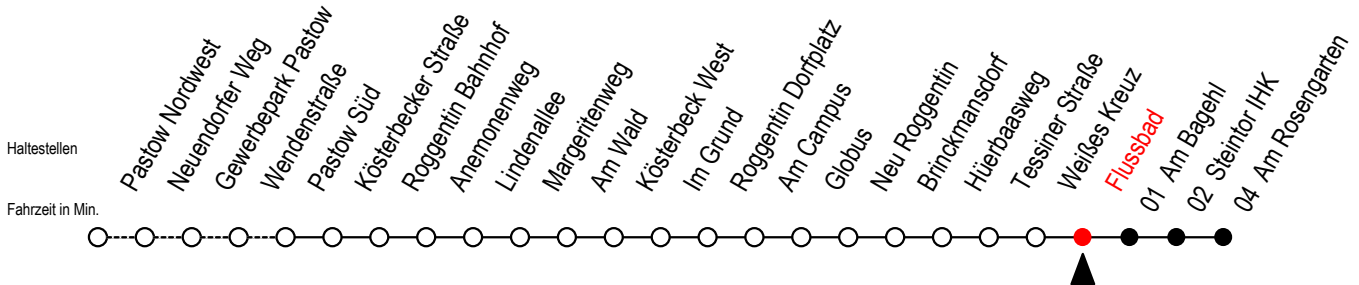 Haltestellen
Pastow Nordwest
Neuendorfer Weg
Gewerbepark Pastow
Wendenstraße
Pastow Süd
Kösterbecker Straße
Roggentin Bahnhof
Anemonenweg
Lindenallee
Margeritenweg
Am Wald
Kösterbeck West
Im Grund
Roggentin Dorfplatz
Am Campus
Globus
Neu Roggentin
Brinckmansdorf
Hüerbaasweg
Tessiner Straße
Weißes Kreuz
Flussbad
01 Am Bagehl
02 Steintor IHK
04 Am Rosengarten
Fahrzeit in Min.